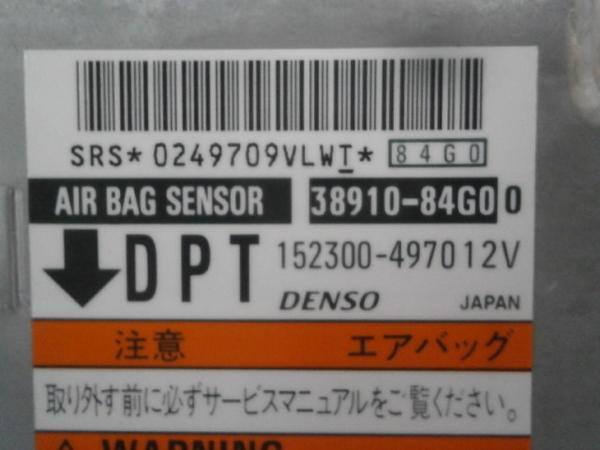 SRS*0249709VLWT* 84G0
AIR BAG SENSOR 38910-84G00
DPT 152300-4970 12V
DENSO JAPAN
注意 エアバッグ
取り外す前に必ずサービスマニュアルをご覧ください。
WARNING